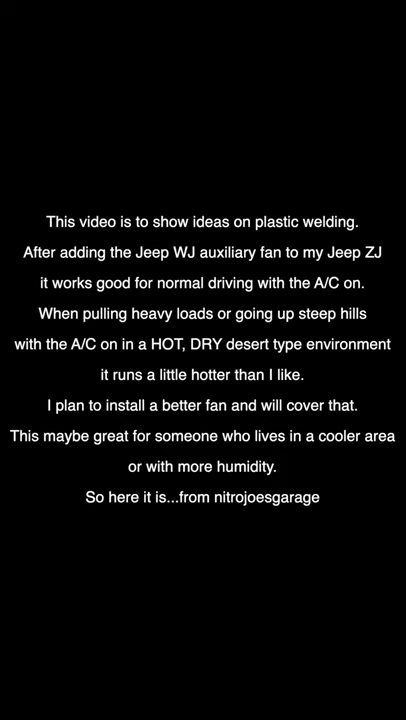 This video is to show ideas on plastic welding.
After adding the Jeep WJ auxiliary fan to my Jeep ZJ
it works good for normal driving with the A/C on.
When pulling heavy loads or going up steep hills
with the A/C on in a HOT, DRY desert type environment
it runs a little hotter than I like.
I plan to install a better fan and will cover that.
This maybe great for someone who lives in a cooler area
or with more humidity.
So here it is...from nitrojoesgarage